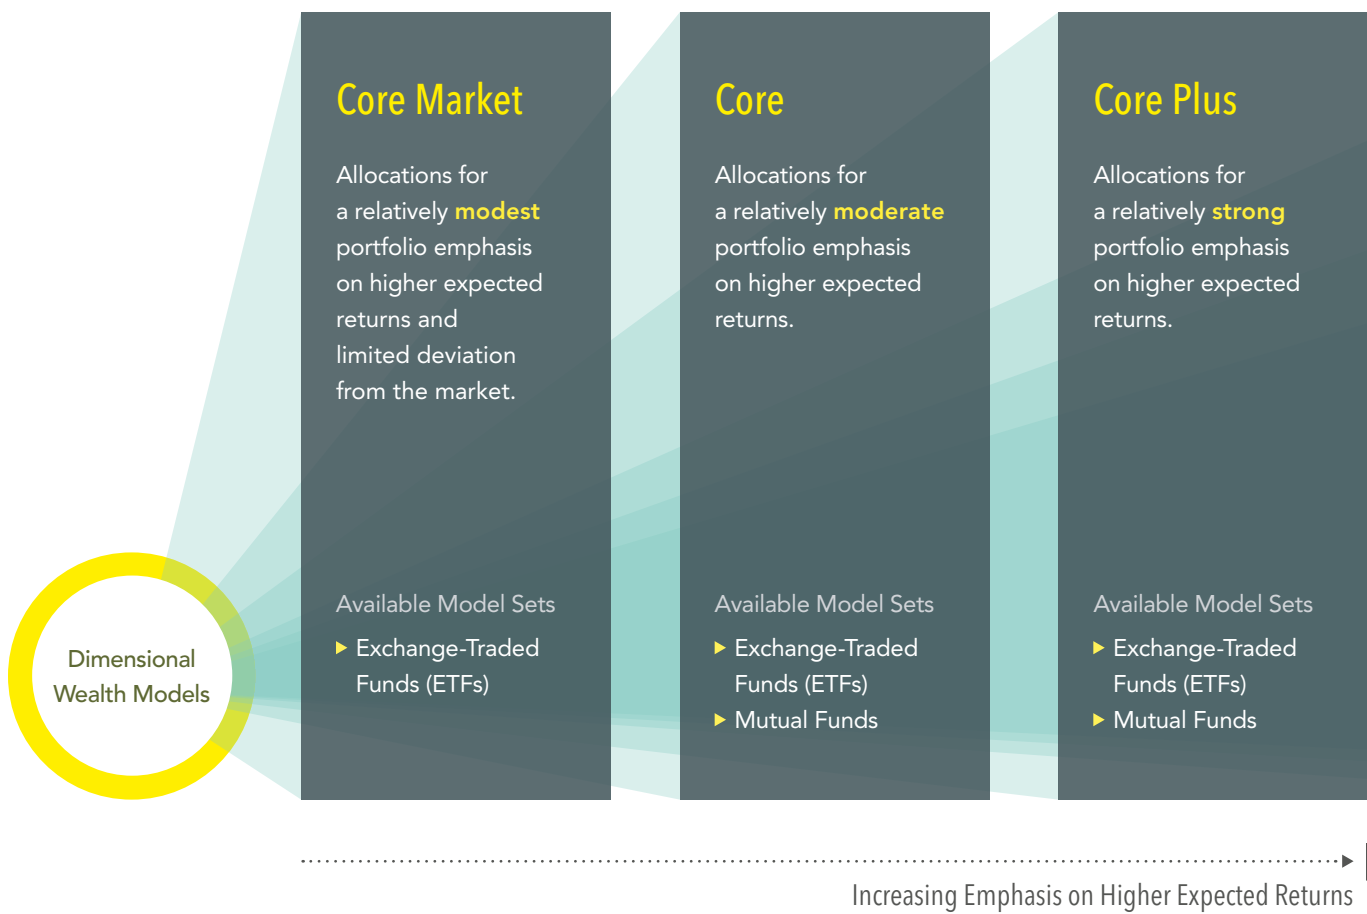 Dimensional
Wealth Models
Core Market
Allocations for
a relatively modest
portfolio emphasis
on higher expected
returns and
limited deviation
from the market.
Available Model Sets
Exchange-Traded
Funds (ETFs)
Core
Allocations for
a relatively moderate
portfolio emphasis
on higher expected
returns.
Available Model Sets
Exchange-Traded
Funds (ETFs)
Mutual Funds
Core Plus
Allocations for
a relatively strong
portfolio emphasis
on higher expected
returns.
Available Model Sets
Exchange-Traded
Funds (ETFs)
Mutual Funds
Increasing Emphasis on Higher Expected Returns